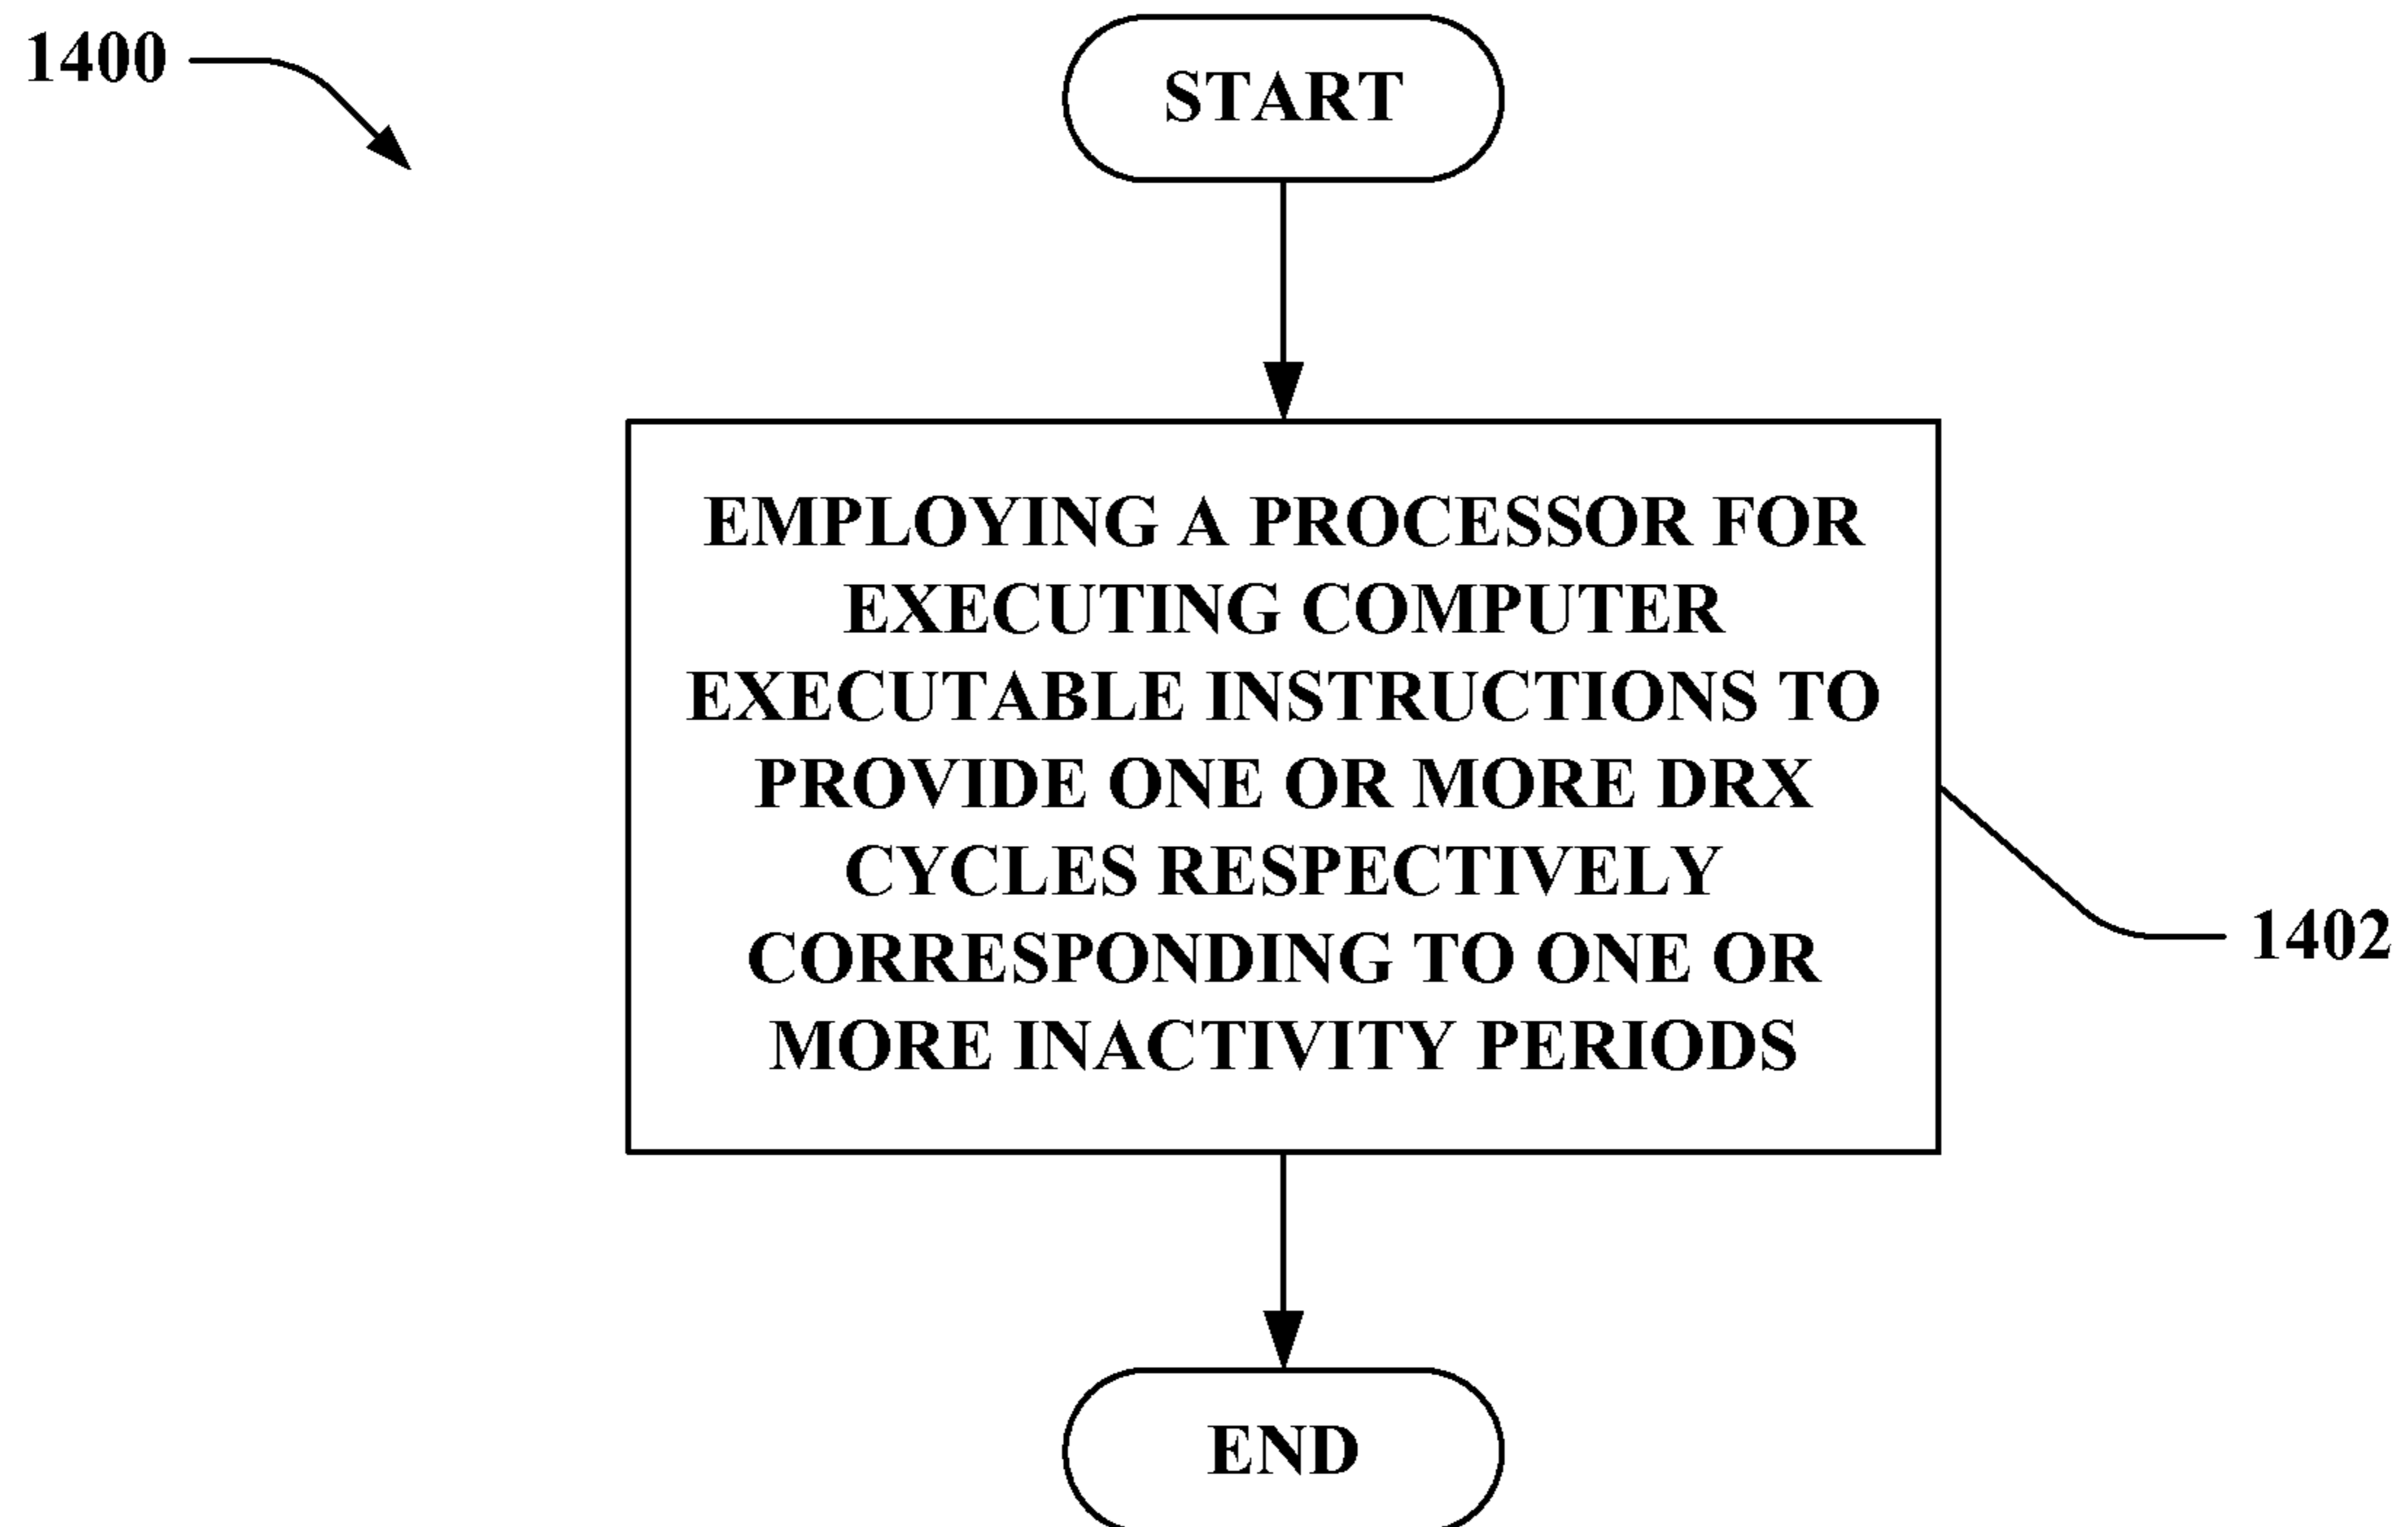 1400
START
EMPLOYING A PROCESSOR FOR
EXECUTING COMPUTER
EXECUTABLE INSTRUCTIONS TO
PROVIDE ONE OR MORE DRX
CYCLES RESPECTIVELY
CORRESPONDING TO ONE OR
MORE INACTIVITY PERIODS
1402
END